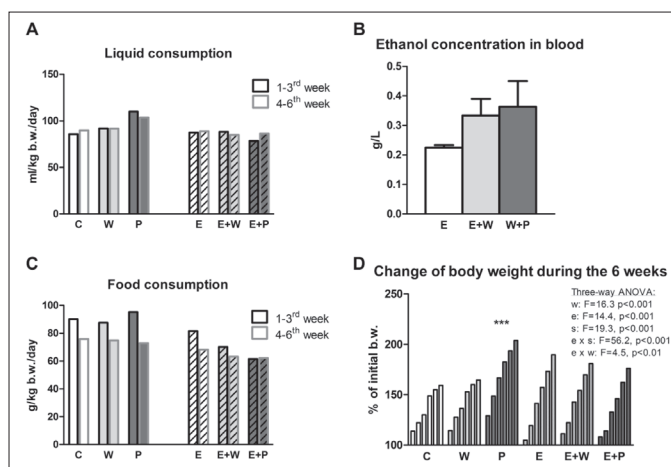 A
Liquid consumption
1-3rd week
4-6th week
ml/kg b.w./day
150
100
50
0
C W P E E+W E+P
B
Ethanol concentration in blood
g/L
0.5
0.4
0.3
0.2
0.1
0.0
E E+W W+P
C
Food consumption
1-3rd week
4-6th week
g/kg b.w./day
100
80
60
40
20
0
C W P E E+W E+P
D
Change of body weight during the 6 weeks
Three-way ANOVA:
w: F=16.3 p<0.001
e: F=14.4, p<0.001
s: F=19.3, p<0.001
e x s: F=56.2, p<0.001
e x w: F=4.5, p<0.01
***
% of initial b.w.
250
200
150
100
C W P E E+W E+P